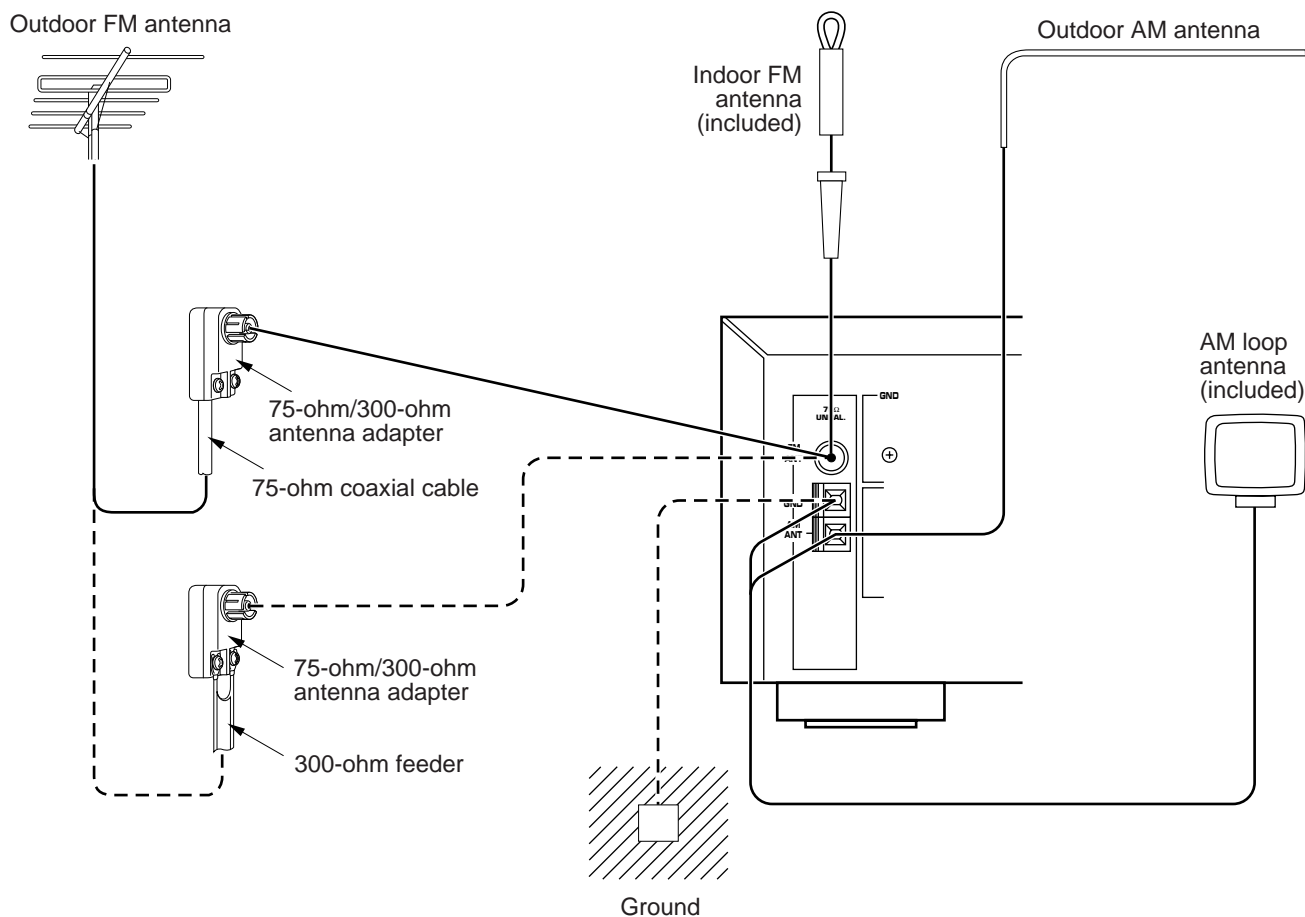 Outdoor FM antenna
Indoor FM
antenna
(included)
Outdoor AM antenna
AM loop
antenna
(included)
75-ohm/300-ohm
antenna adapter
75-ohm coaxial cable
GND
GND
ANT
75-ohm/300-ohm
antenna adapter
300-ohm feeder
Ground